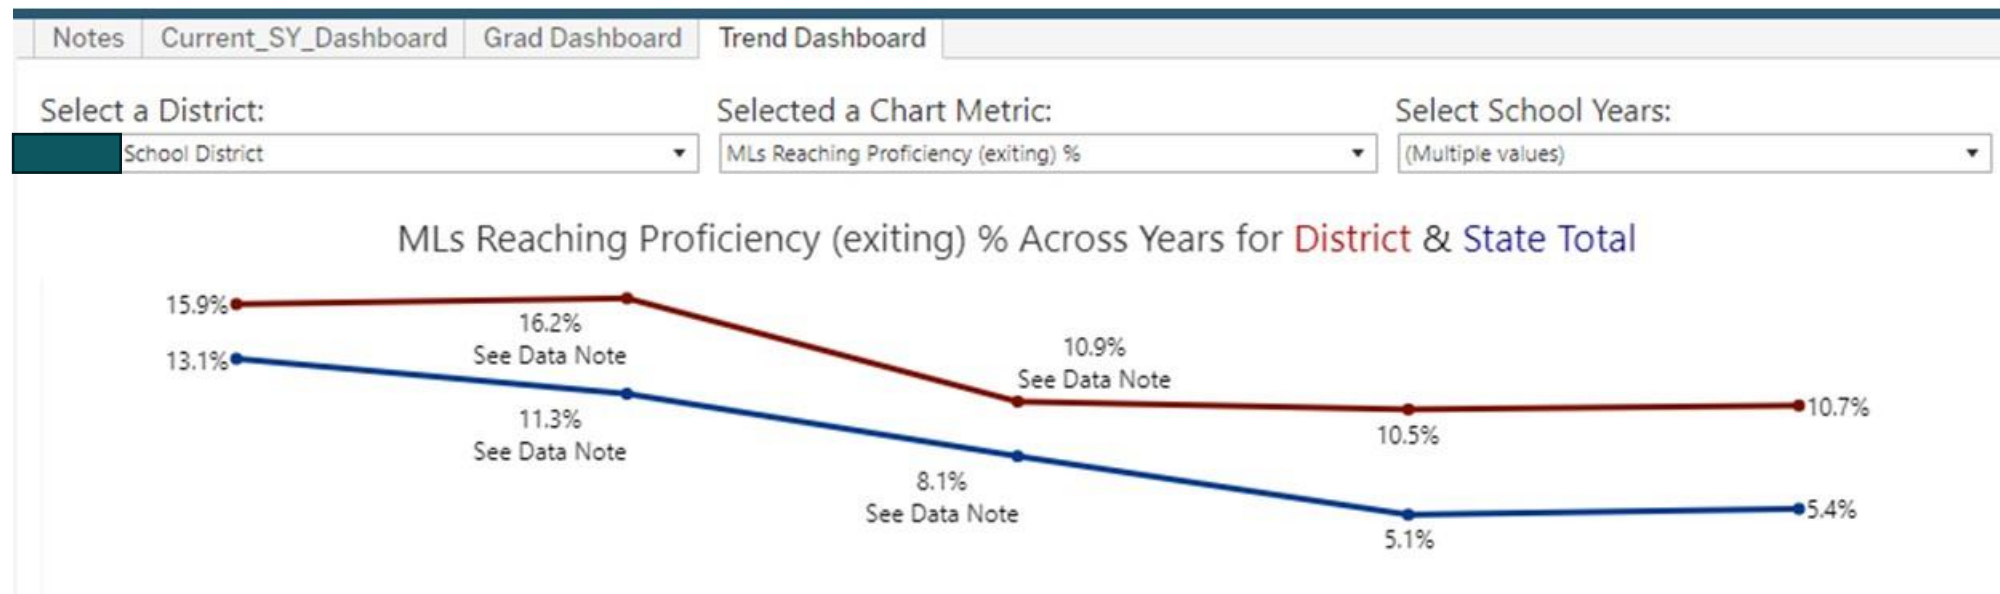 Notes Current_SY_Dashboard Grad Dashboard Trend Dashboard
Select a District: Selected a Chart Metric: Select School Years:
School District MLs Reaching Proficiency (exiting) % (Multiple values)
MLs Reaching Proficiency (exiting) % Across Years for District & State Total
15.9%
16.2%
See Data Note
10.9%
See Data Note
10.5%
10.7%
13.1%
11.3%
See Data Note
8.1%
See Data Note
5.1%
5.4%